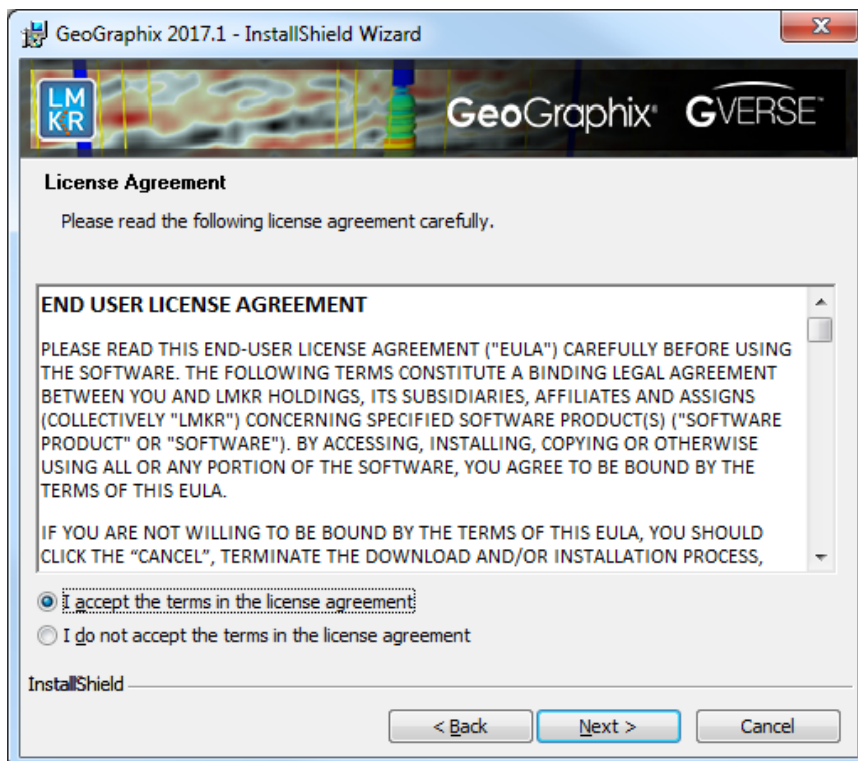 GeoGraphix 2017.1 - InstallShield Wizard
LM
KR
GeoGraphix® GVERSE™
License Agreement
Please read the following license agreement carefully.
END USER LICENSE AGREEMENT
PLEASE READ THIS END-USER LICENSE AGREEMENT ("EULA") CAREFULLY BEFORE USING
THE SOFTWARE. THE FOLLOWING TERMS CONSTITUTE A BINDING LEGAL AGREEMENT
BETWEEN YOU AND LMKR HOLDINGS, ITS SUBSIDIARIES, AFFILIATES AND ASSIGNS
(COLLECTIVELY "LMKR") CONCERNING SPECIFIED SOFTWARE PRODUCT(S) ("SOFTWARE
PRODUCT" OR "SOFTWARE"). BY ACCESSING, INSTALLING, COPYING OR OTHERWISE
USING ALL OR ANY PORTION OF THE SOFTWARE, YOU AGREE TO BE BOUND BY THE
TERMS OF THIS EULA.
IF YOU ARE NOT WILLING TO BE BOUND BY THE TERMS OF THIS EULA, YOU SHOULD
CLICK THE “CANCEL”, TERMINATE THE DOWNLOAD AND/OR INSTALLATION PROCESS,
I accept the terms in the license agreement
I do not accept the terms in the license agreement
InstallShield
< Back Next > Cancel